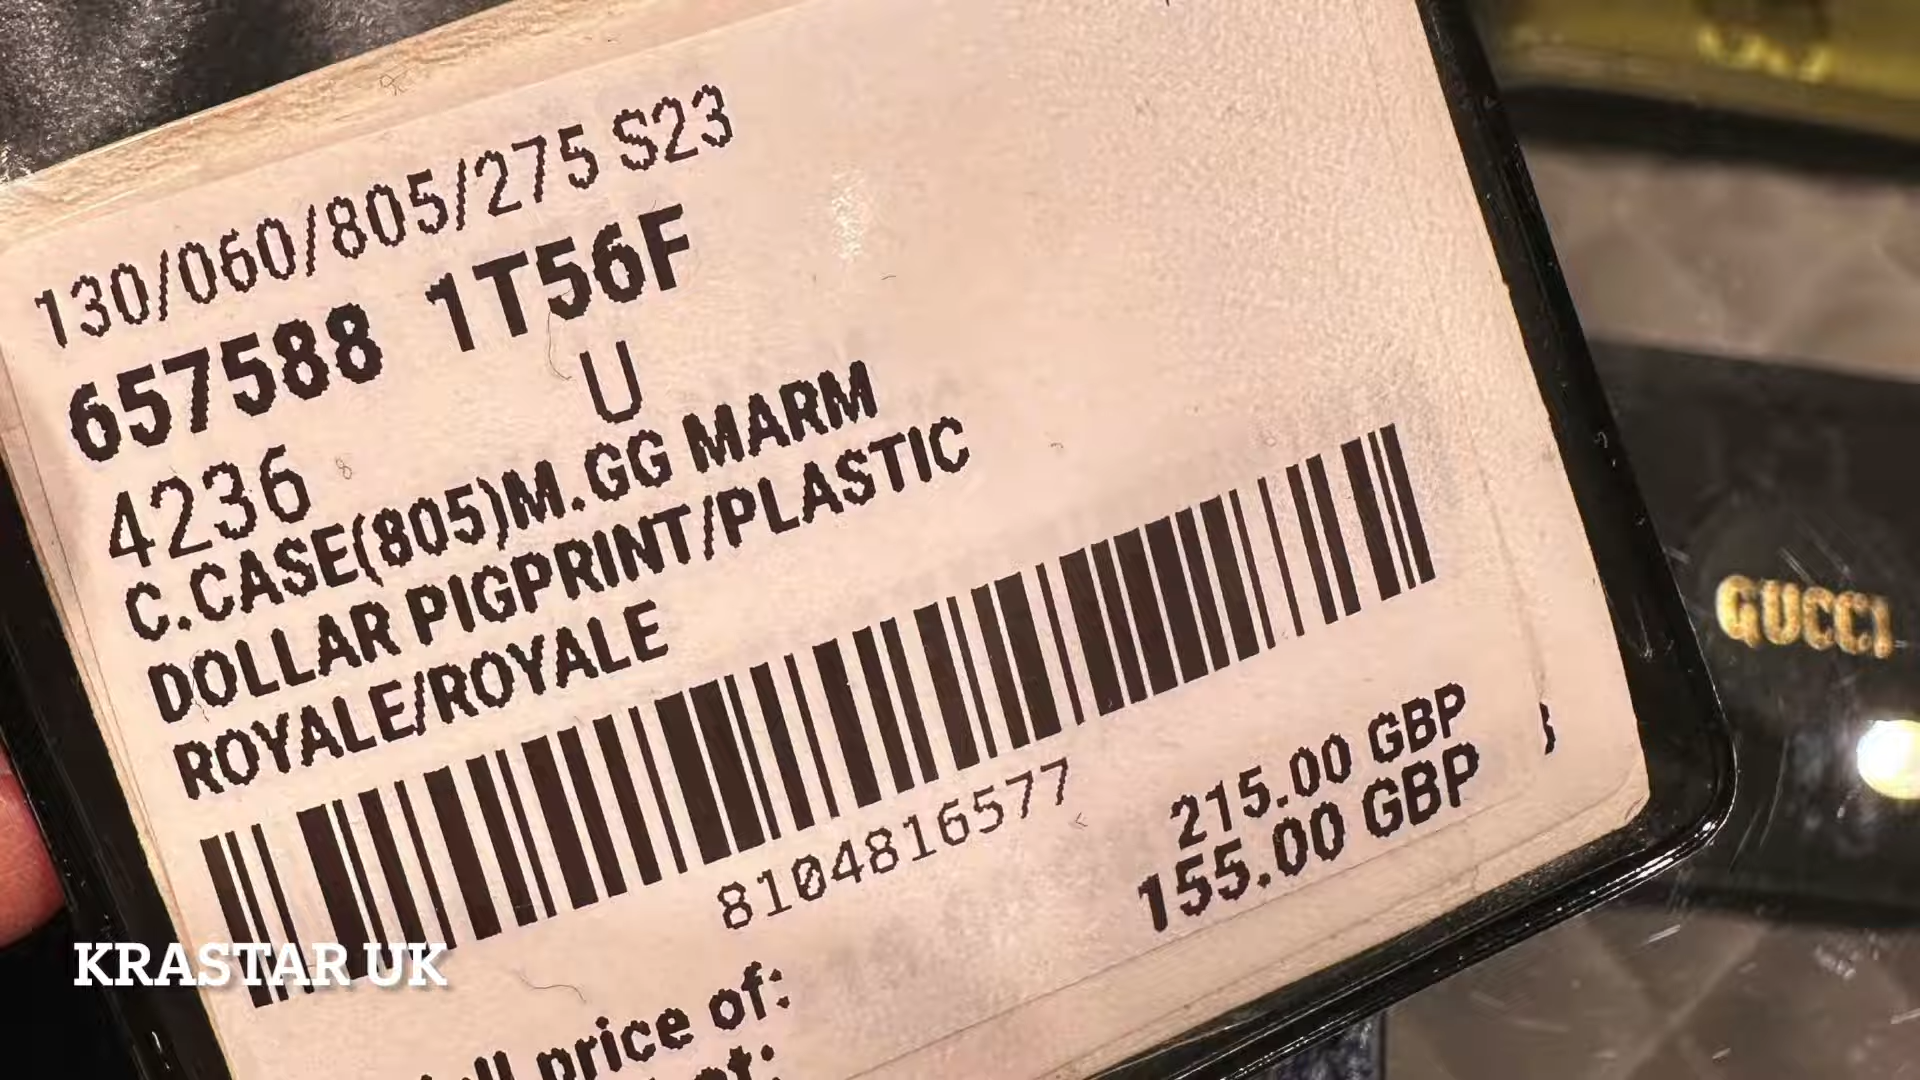 130/060/805/275 S23
657588 1T56F
U
4236
C.CASE(805)M.GG MARM
DOLLAR PIGPRINT/PLASTIC
ROYALE/ROYALE
8104816577
215.00 GBP
155.00 GBP
price of:
GUCCI
KRASTAR UK